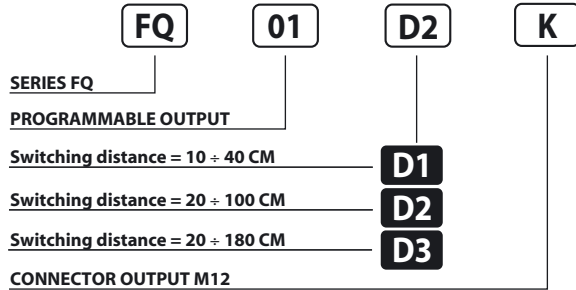 FQ 01 D2 K
SERIES FQ
PROGRAMMABLE OUTPUT
Switching distance = 10 ÷ 40 CM D1
Switching distance = 20 ÷ 100 CM D2
Switching distance = 20 ÷ 180 CM D3
CONNECTOR OUTPUT M12